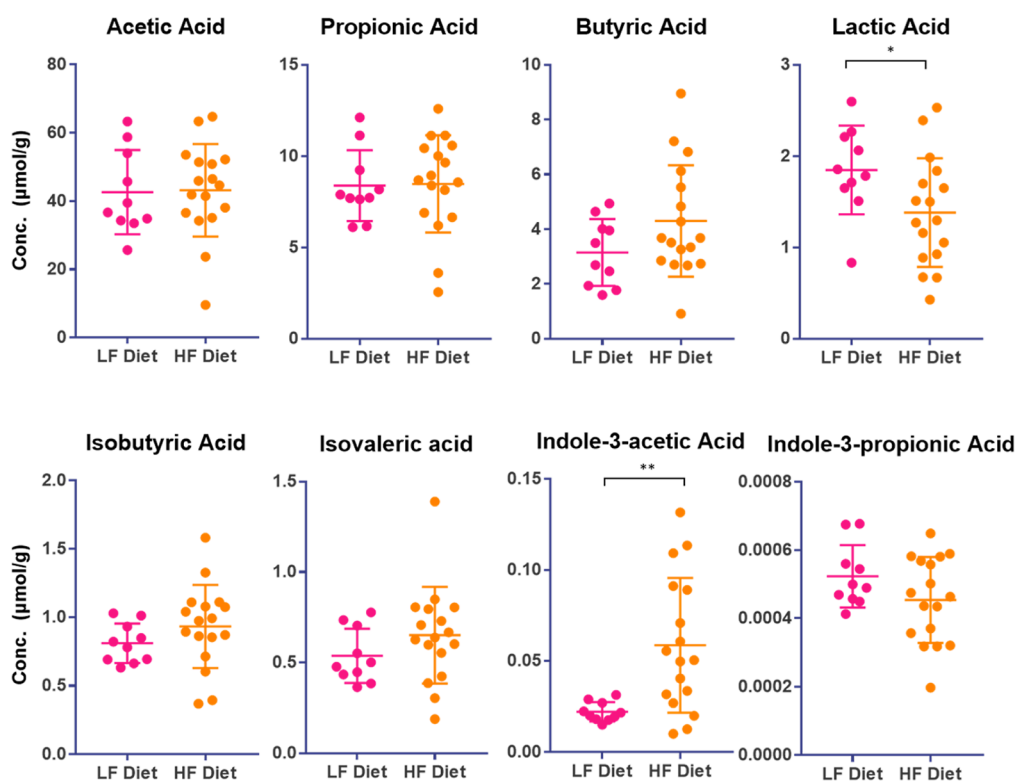 Acetic Acid
Propionic Acid
Butyric Acid
Lactic Acid
*
80
60
40
20
0
Conc. (µmol/g)
LF Diet HF Diet
15
10
5
0
LF Diet HF Diet
10
8
6
4
2
0
LF Diet HF Diet
3
2
1
0
LF Diet HF Diet
Isobutyric Acid
Isovaleric acid
Indole-3-acetic Acid
Indole-3-propionic Acid
**
2.0
1.5
1.0
0.5
0.0
Conc. (µmol/g)
LF Diet HF Diet
1.5
1.0
0.5
0.0
LF Diet HF Diet
0.15
0.10
0.05
0.00
LF Diet HF Diet
0.0008
0.0006
0.0004
0.0002
0.0000
LF Diet HF Diet